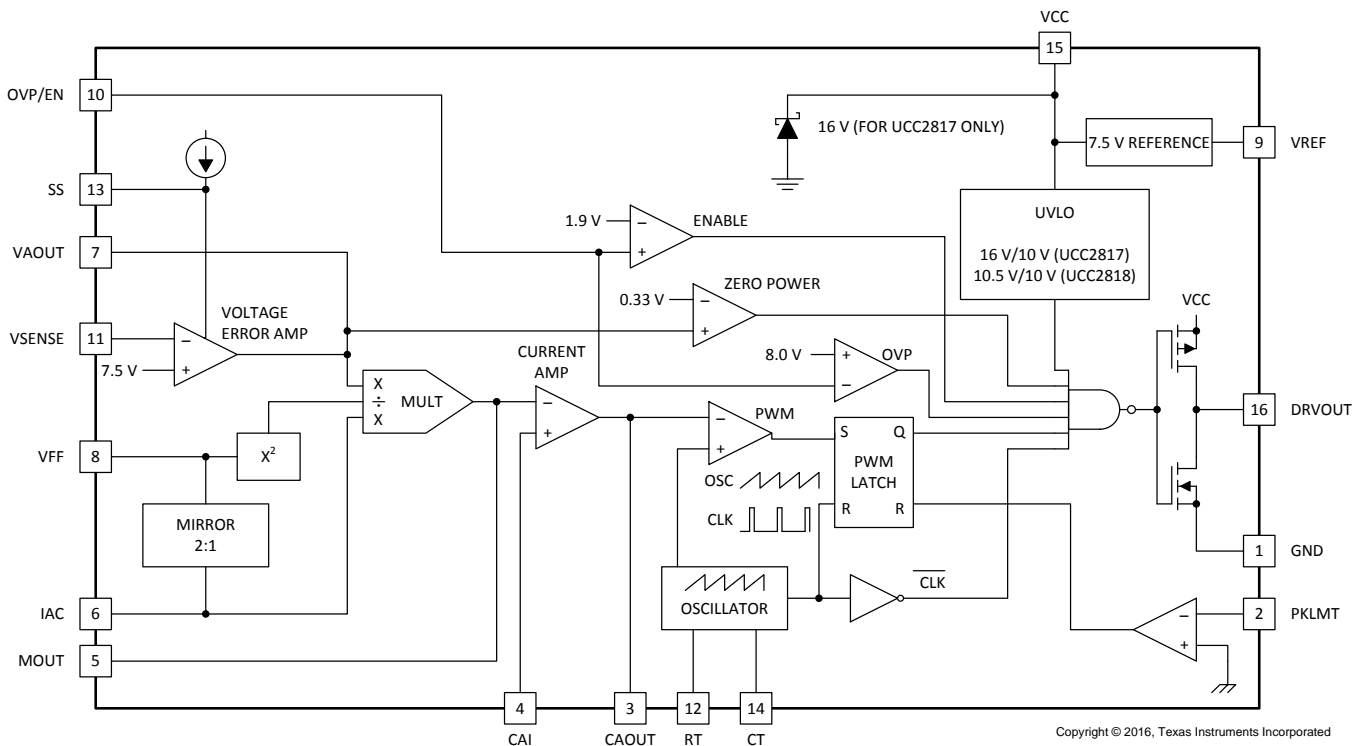 VCC
15
OVP/EN
10
16 V (FOR UCC2817 ONLY)
7.5 V REFERENCE
9
VREF
SS
13
1.9 V
−
+
ENABLE
UVLO
16 V/10 V (UCC2817)
10.5 V/10 V (UCC2818)
VAOUT
7
0.33 V
−
+
ZERO POWER
VCC
VOLTAGE
ERROR AMP
VSENSE
11
−
7.5 V
+
8.0 V
+
−
OVP
CURRENT
AMP
X
÷
X
MULT
−
+
−
+
PWM
16
DRVOUT
S
Q
PWM
LATCH
R
R
VFF
8
X²
OSC
CLK
MIRROR
2:1
1
GND
OSCILLATOR
CLK
IAC
6
−
+
2
PKLMT
MOUT
5
4
3
12
14
CAI
CAOUT
RT
CT
Copyright © 2016, Texas Instruments Incorporated